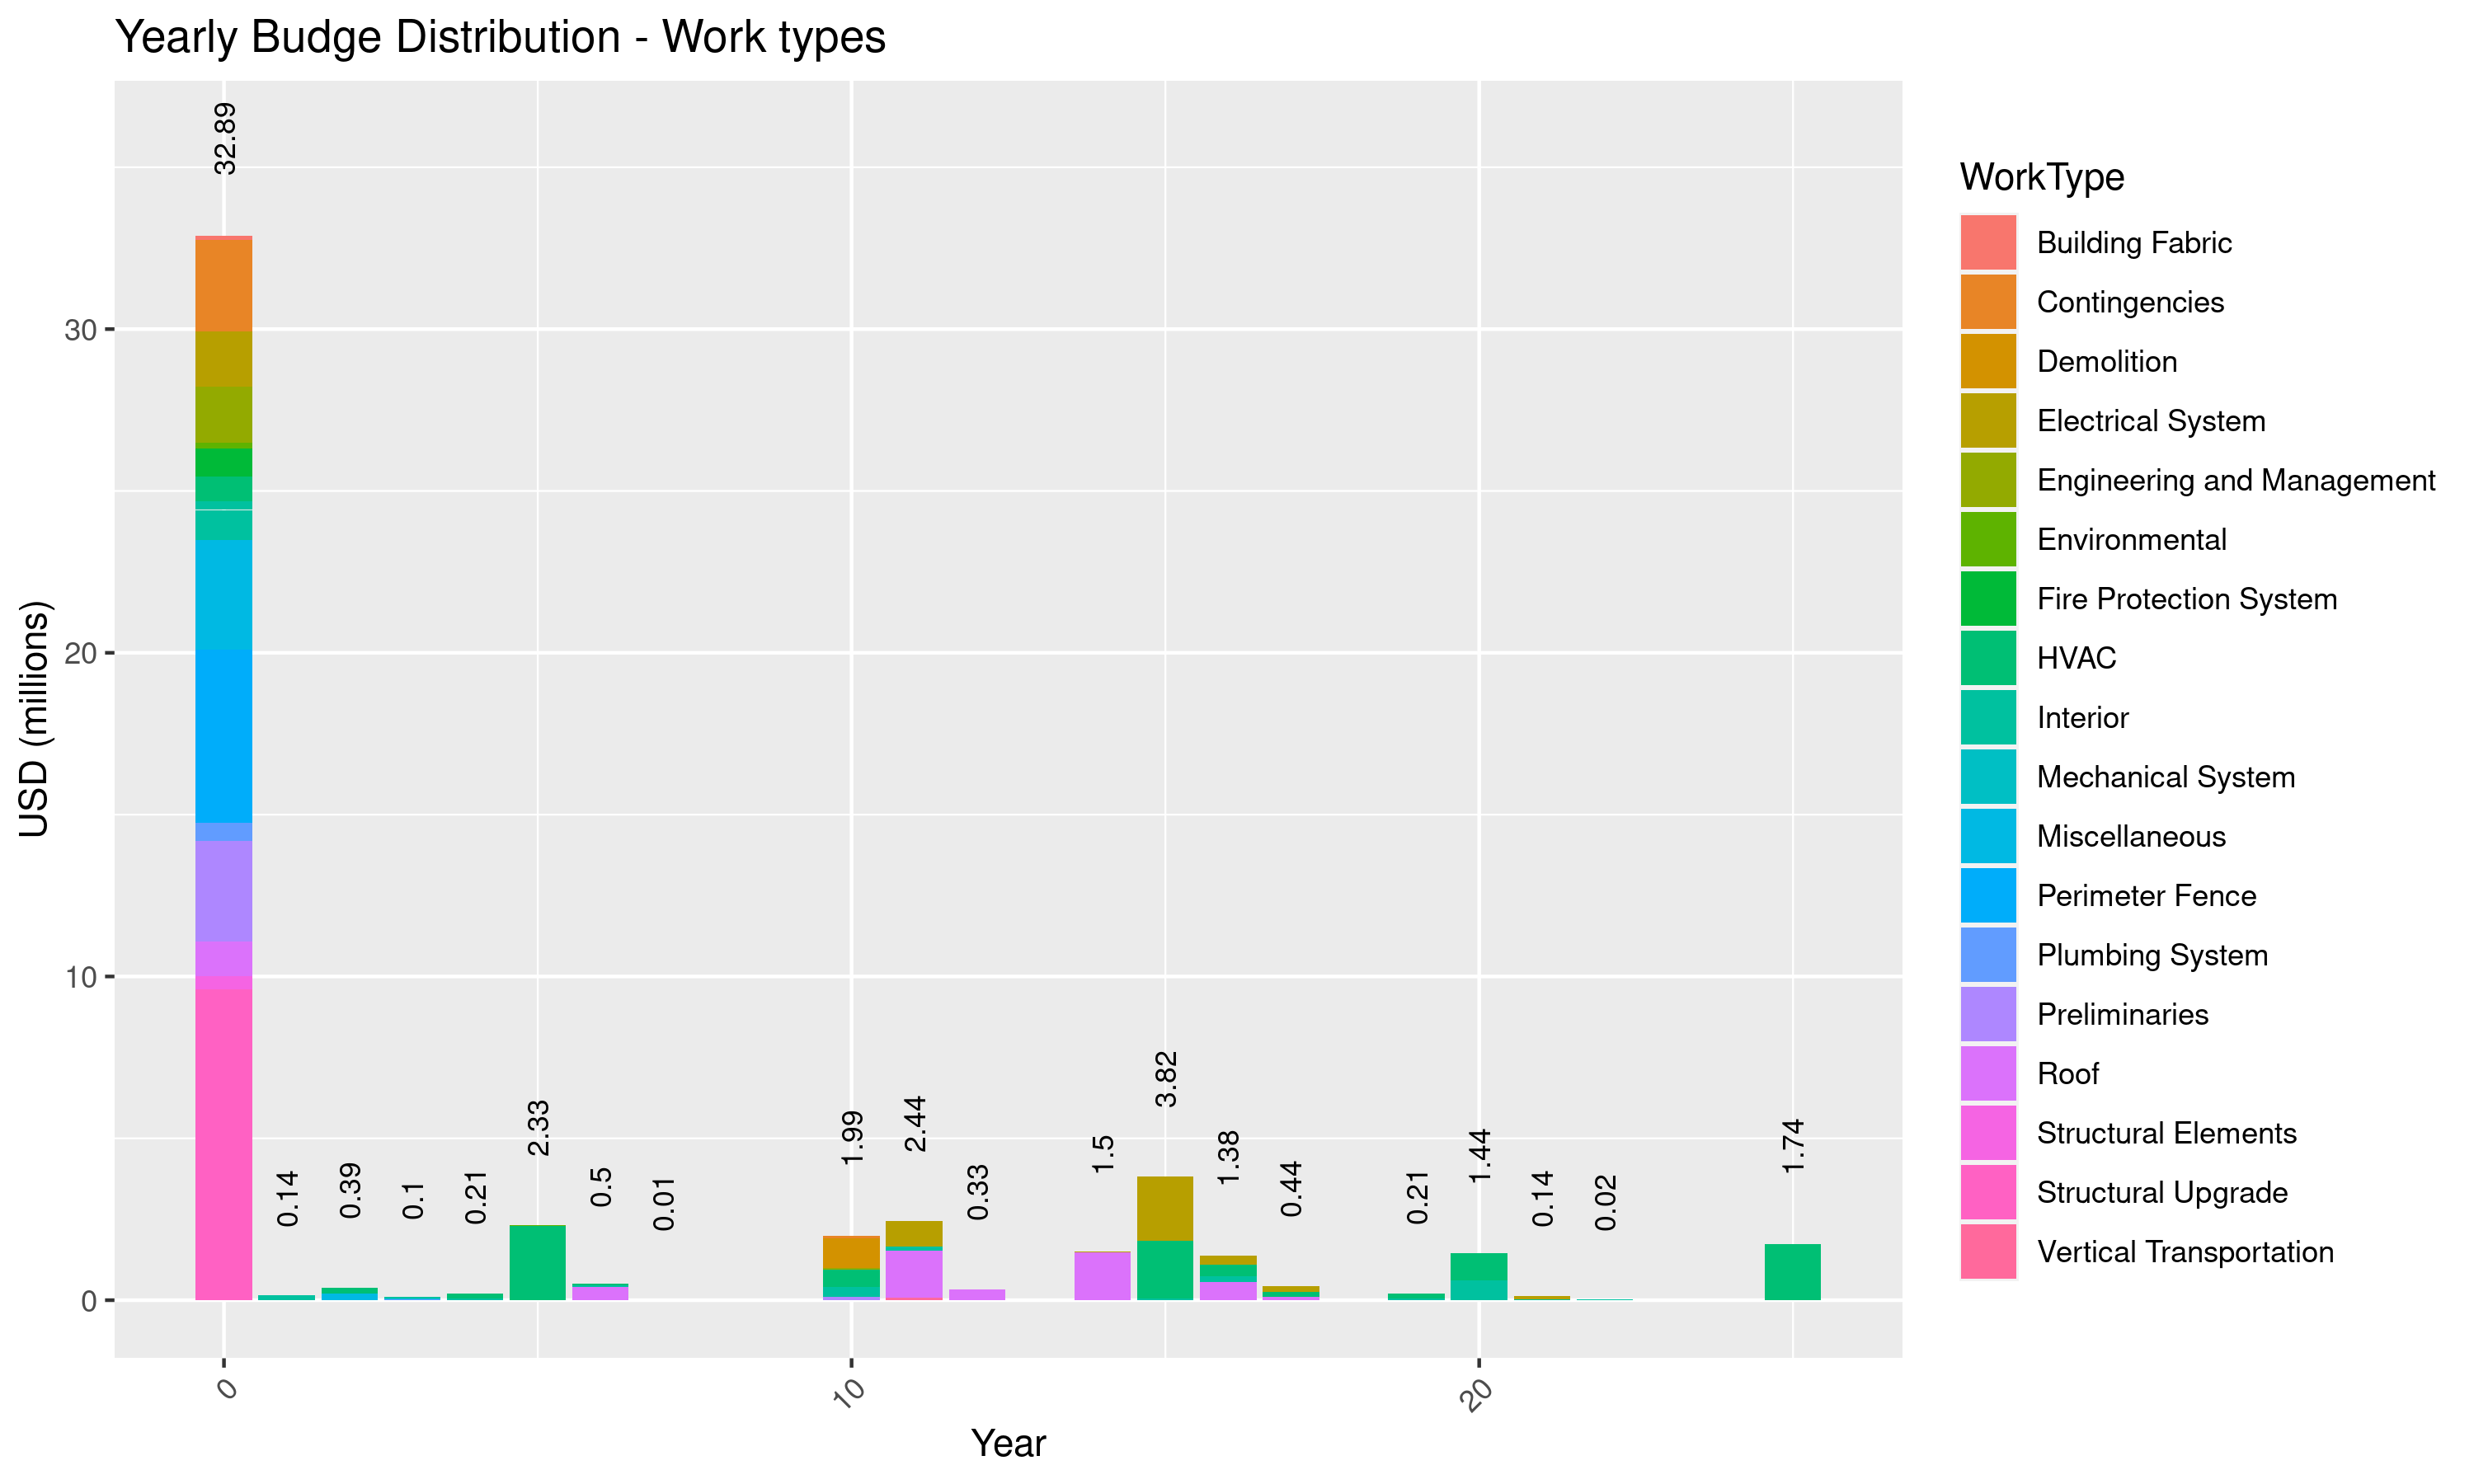 Yearly Budge Distribution - Work types
USD (millions)
30
20
10
0
32.89
0.14
0.39
0.1
0.21
2.33
0.5
0.01
1.99
2.44
0.33
1.5
3.82
1.38
0.44
0.21
1.44
0.14
0.02
1.74
0
10
20
Year
WorkType
Building Fabric
Contingencies
Demolition
Electrical System
Engineering and Management
Environmental
Fire Protection System
HVAC
Interior
Mechanical System
Miscellaneous
Perimeter Fence
Plumbing System
Preliminaries
Roof
Structural Elements
Structural Upgrade
Vertical Transportation